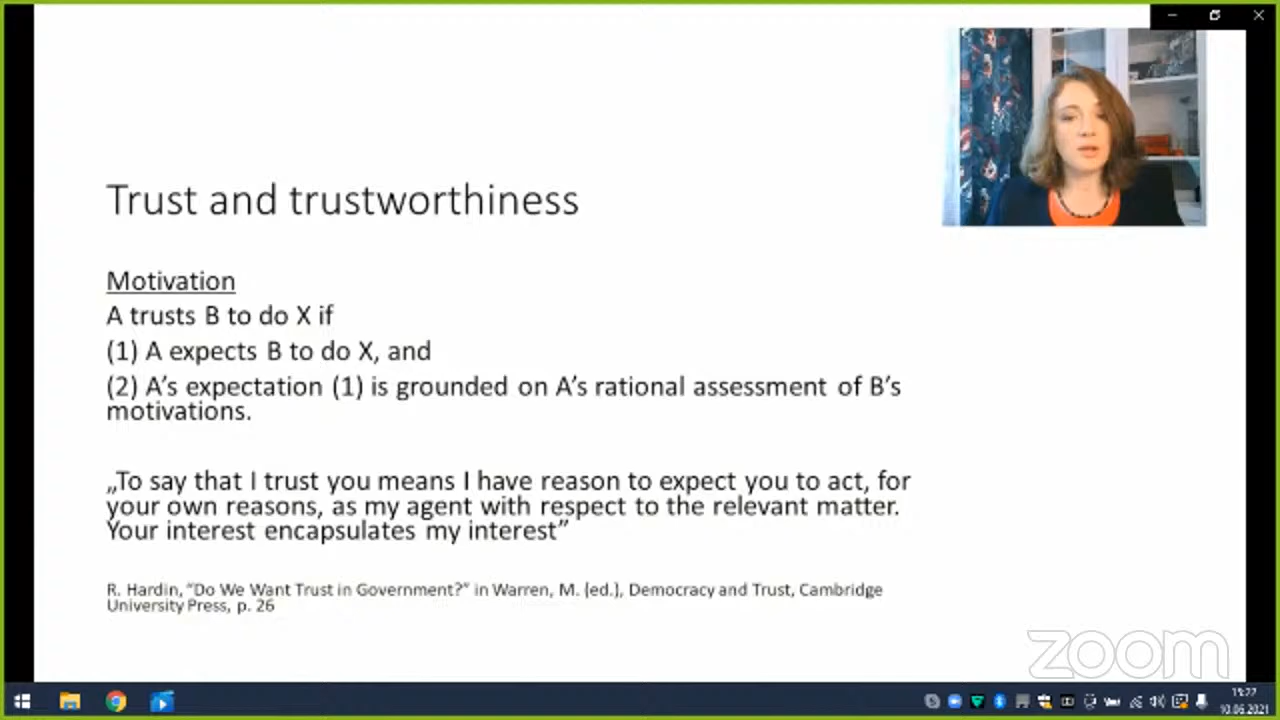 Trust and trustworthiness
Motivation
A trusts B to do X if
(1) A expects B to do X, and
(2) A’s expectation (1) is grounded on A’s rational assessment of B’s
motivations.
„To say that I trust you means I have reason to expect you to act, for
your own reasons, as my agent with respect to the relevant matter.
Your interest encapsulates my interest”
R. Hardin, “Do We Want Trust in Government?” in Warren, M. (ed.), Democracy and Trust, Cambridge
University Press, p. 26
zoom
10.06.2021